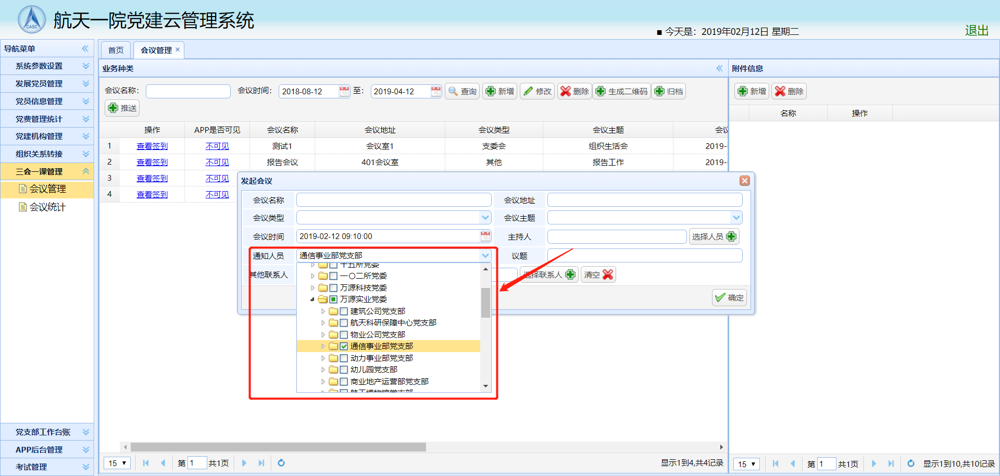 CASC
航天一院党建云管理系统
■ 今天是：2019年02月12日 星期二
退出
导航菜单
系统参数设置
发展党员管理
党员信息管理
党费管理统计
党建机构管理
组织关系转接
三会一课管理
会议管理
会议统计
党支部工作台账
APP后台管理
考试管理
首页 会议管理
业务种类
会议名称： 会议时间： 2018-08-12 至： 2019-04-12 查询 新增 修改 删除 生成二维码 归档
推送
操作 APP是否可见 会议名称 会议地址 会议类型 会议主题 会议
1 查看签到 不可见 测试1 会议室1 支委会 组织生活会 2019-
2 查看签到 不可见 报告会议 401会议室 其他 报告工作 2019-
3 查看签到 不可见
4 查看签到 不可见
发起会议
会议名称 会议地址
会议类型 会议主题
会议时间 2019-02-12 09:10:00 主持人 选择人员
通知人员 通信事业部党支部 议题
其他联系人 选择联系人 清空
确定
十五所党委
一〇二所党委
万源科技党委
万源实业党委
建筑公司党支部
航天科研保障中心党支部
物业公司党支部
通信事业部党支部
动力事业部党支部
幼儿园党支部
商业地产运营部党支部
航天博物馆党支部
15 第 1 共1页 显示1到4,共4记录
附件信息
新增 删除
名称 操作
15 第 1 共1页 显示1到10,共10记录